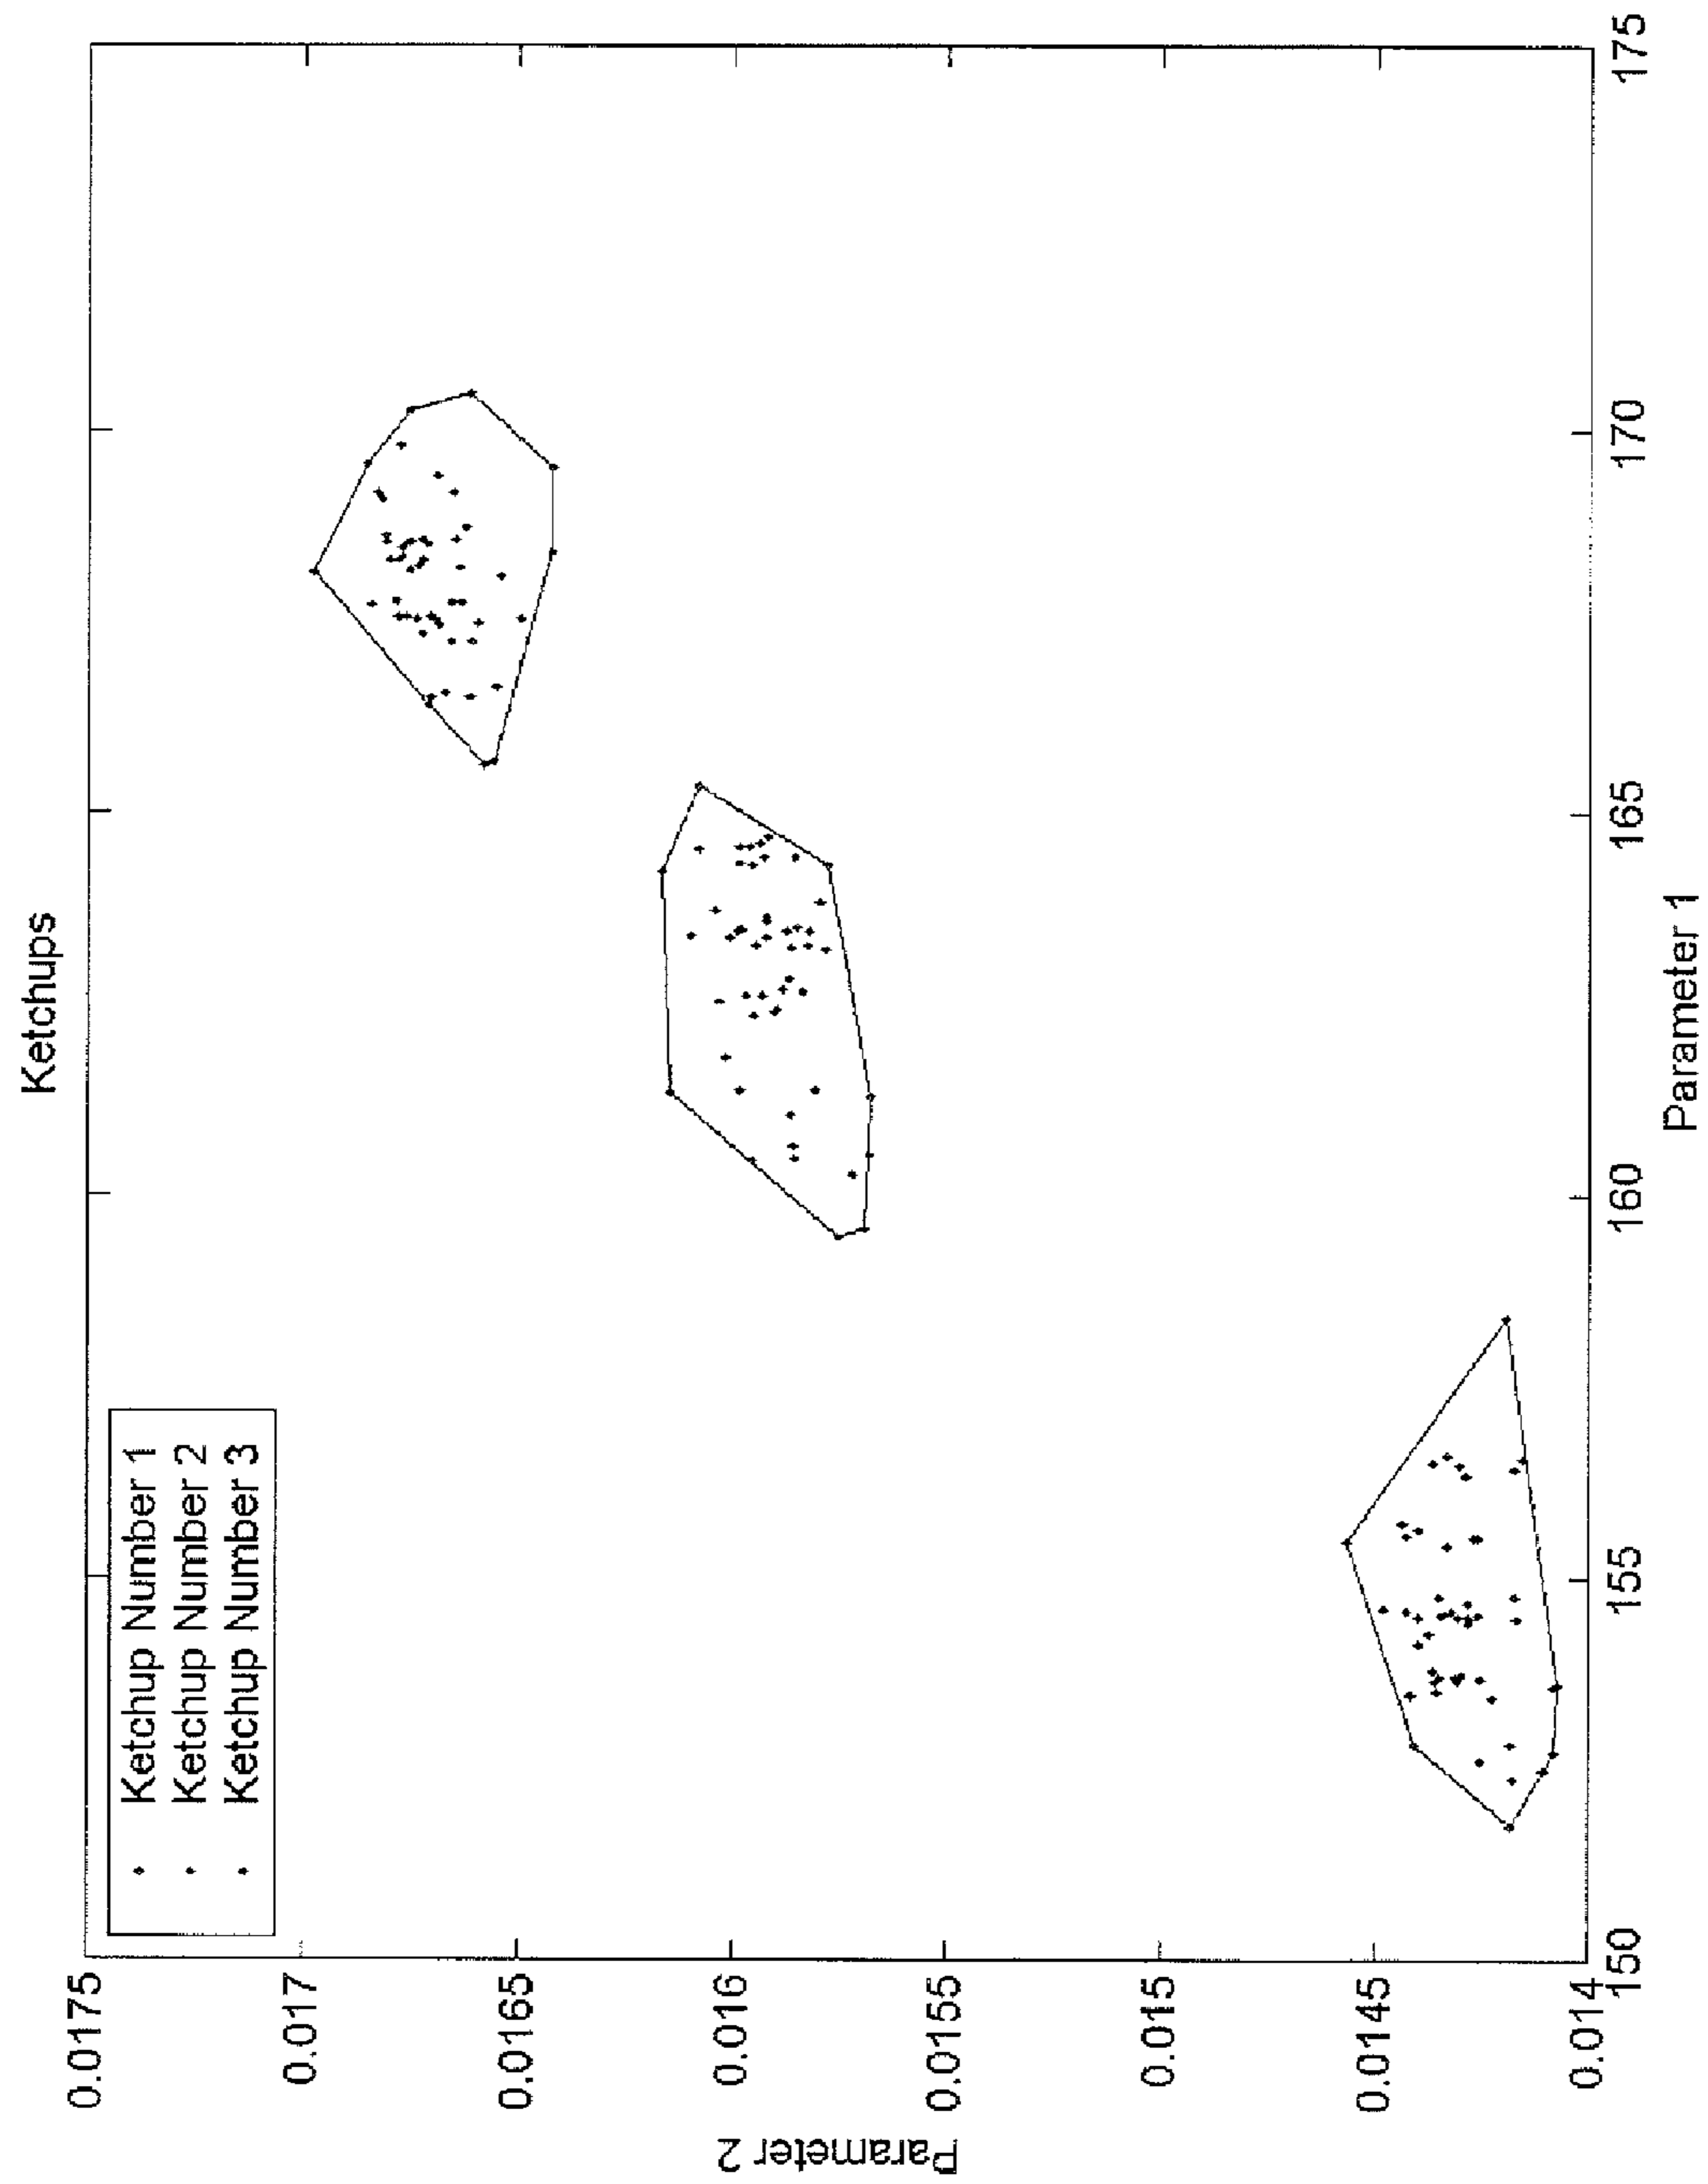 Ketchups
Ketchup Number 1
Ketchup Number 2
Ketchup Number 3
Parameter 2
0.0175
0.017
0.0165
0.016
0.0155
0.015
0.0145
0.014
150
155
160
165
170
175
Parameter 1